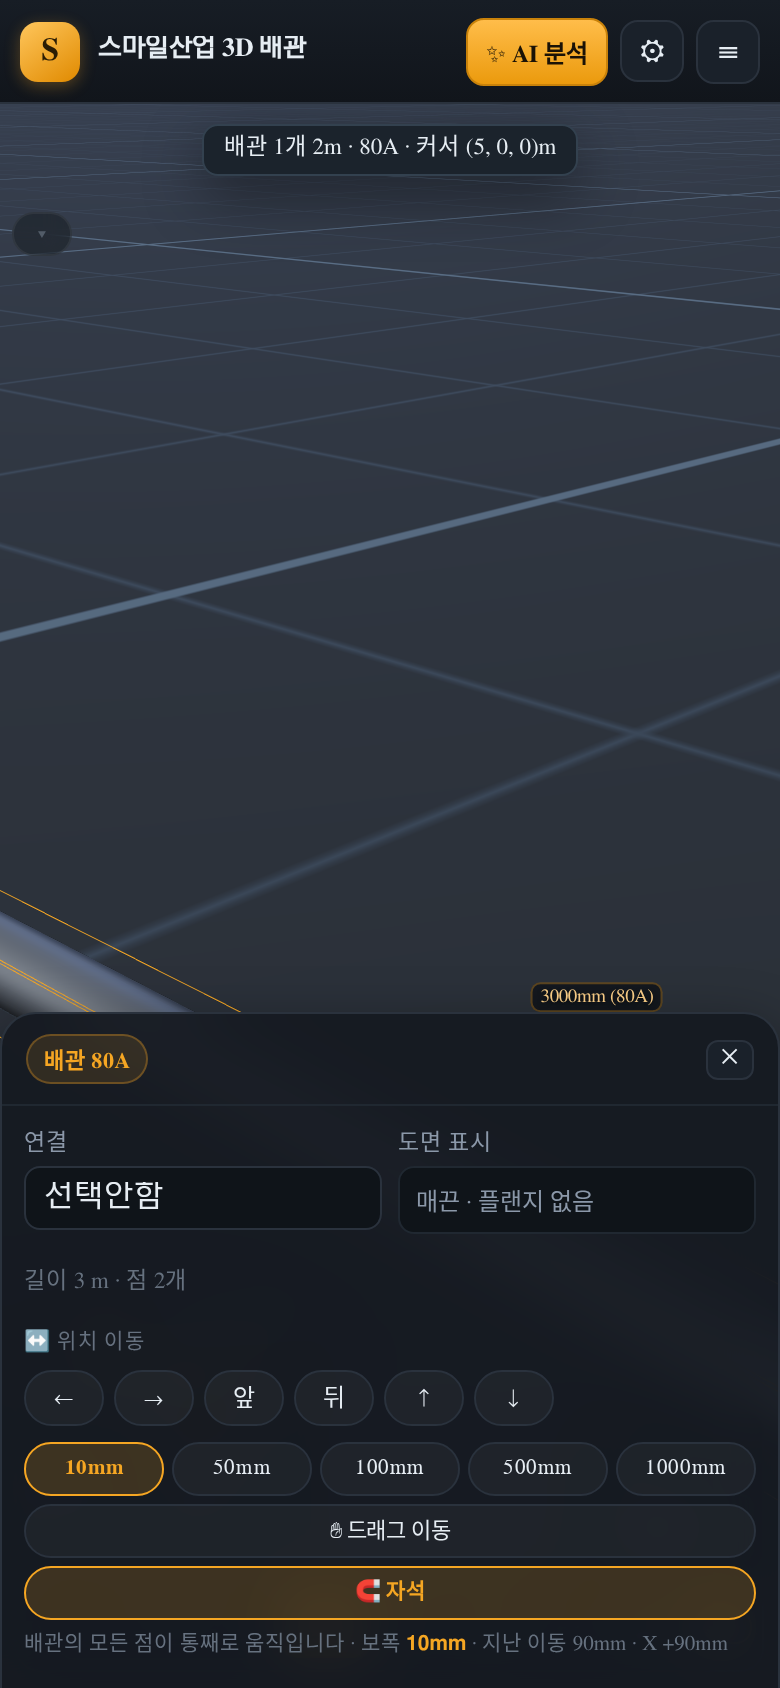 S 스마일산업 3D 배관 ✨ AI 분석 ⚙ ≡
배관 1개 2m · 80A · 커서 (5, 0, 0)m
▼
3000mm (80A)
배관 80A ×
연결 도면 표시
선택안함 매끈 · 플랜지 없음
길이 3 m · 점 2개
↔ 위치 이동
← → 앞 뒤 ↑ ↓
10mm 50mm 100mm 500mm 1000mm
✋ 드래그 이동
🧲 자석
배관의 모든 점이 통째로 움직입니다 · 보폭 10mm · 지난 이동 90mm · X +90mm